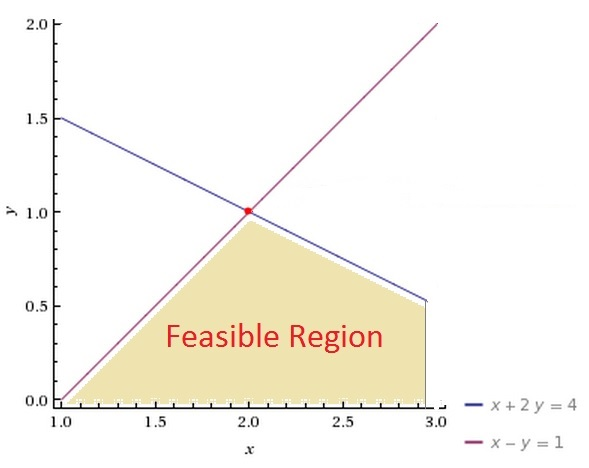 2.0
1.5
1.0
y
0.5
0.0
Feasible Region
1.0 1.5 2.0 2.5 3.0
x
x + 2 y = 4
x − y = 1